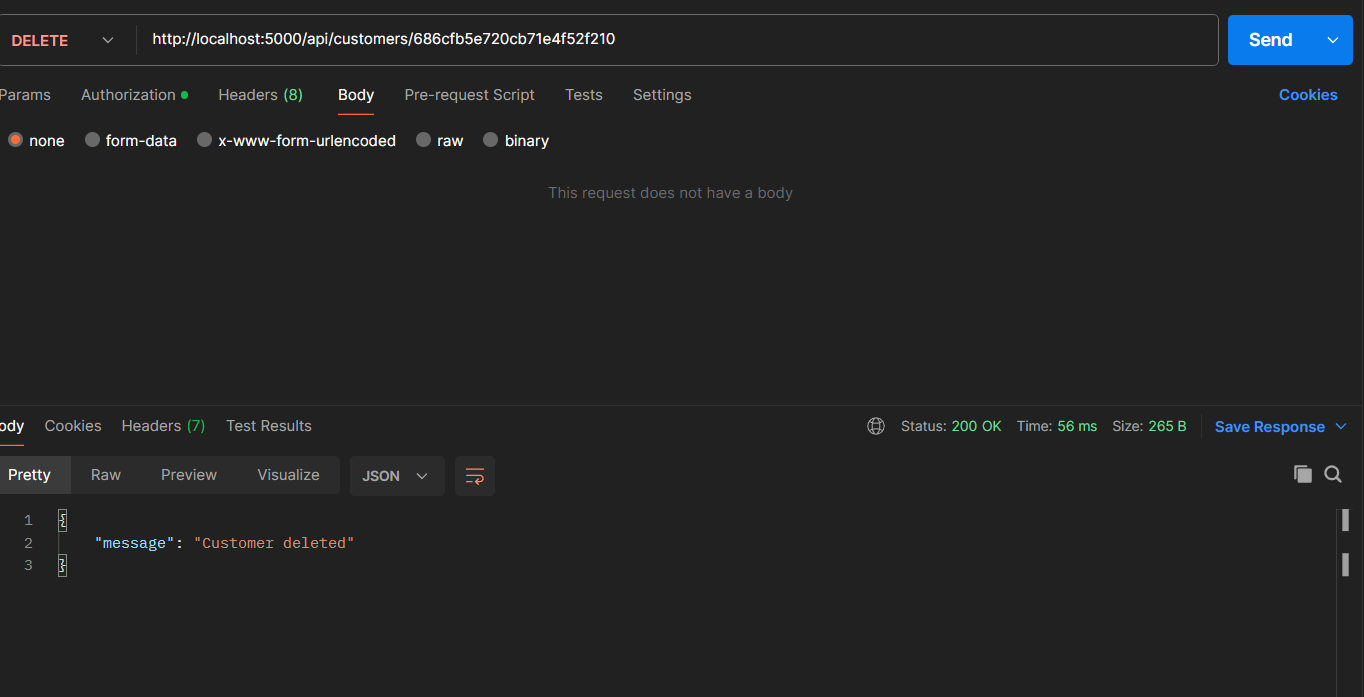 DELETE http://localhost:5000/api/customers/686cfb5e720cb71e4f52f210 Send
Params Authorization Headers (8) Body Pre-request Script Tests Settings Cookies
none form-data x-www-form-urlencoded raw binary
This request does not have a body
ody Cookies Headers (7) Test Results Status: 200 OK Time: 56 ms Size: 265 B Save Response
Pretty Raw Preview Visualize JSON
1 {
2 "message": "Customer deleted"
3 }